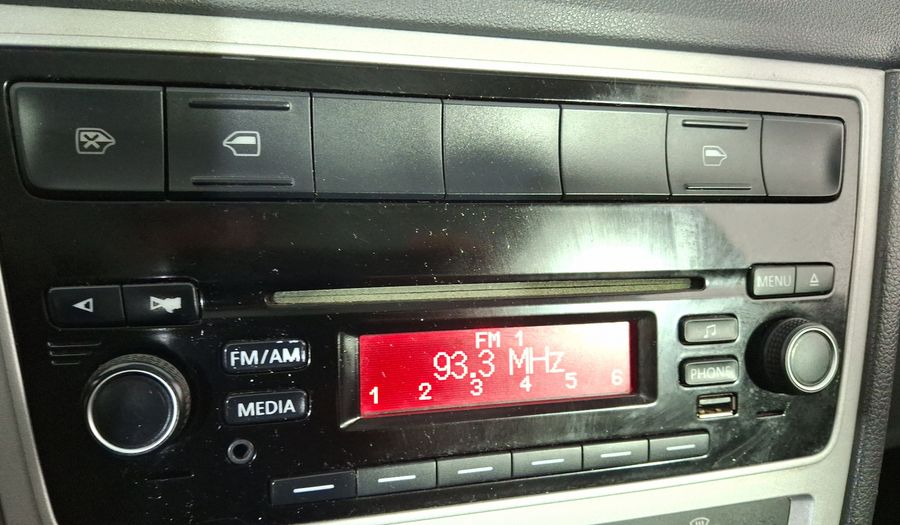 MENU
FM/AM
MEDIA
FM 1
93.3 MHz
1 2 3 4 5 6
PHONE